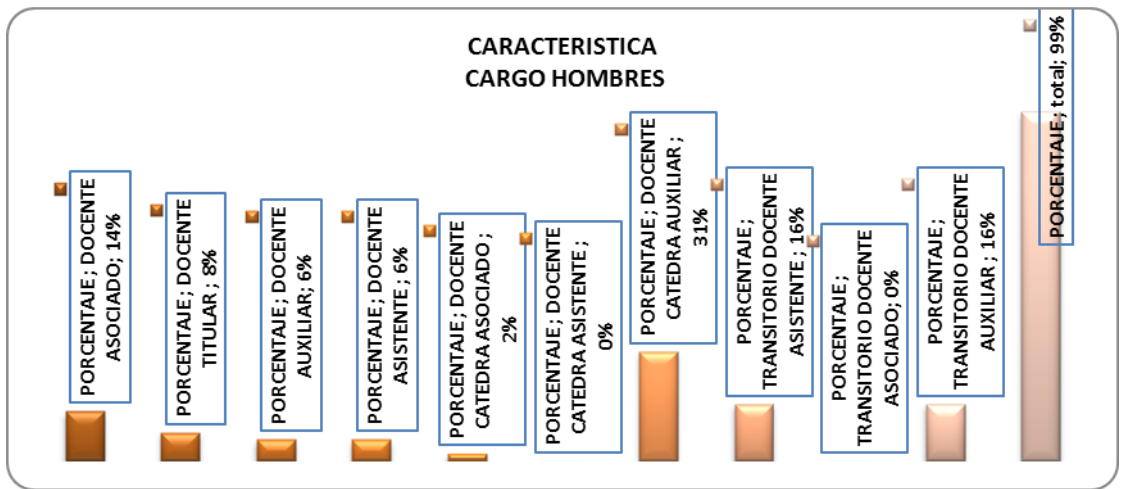 CARACTERISTICA
CARGO HOMBRES
PORCENTAJE ; DOCENTE
ASOCIADO; 14%
PORCENTAJE ; DOCENTE
TITULAR ; 8%
PORCENTAJE ; DOCENTE
AUXILIAR; 6%
PORCENTAJE ; DOCENTE
ASISTENTE ; 6%
PORCENTAJE ; DOCENTE
CATEDRA ASOCIADO ;
2%
PORCENTAJE ; DOCENTE
CATEDRA ASISTENTE ;
0%
PORCENTAJE ; DOCENTE
CATEDRA AUXILIAR ;
31%
PORCENTAJE ;
TRANSITORIO DOCENTE
ASISTENTE ; 16%
PORCENTAJE ;
TRANSITORIO DOCENTE
ASOCIADO; 0%
PORCENTAJE ;
TRANSITORIO DOCENTE
AUXILIAR ; 16%
PORCENTAJE ; total; 99%